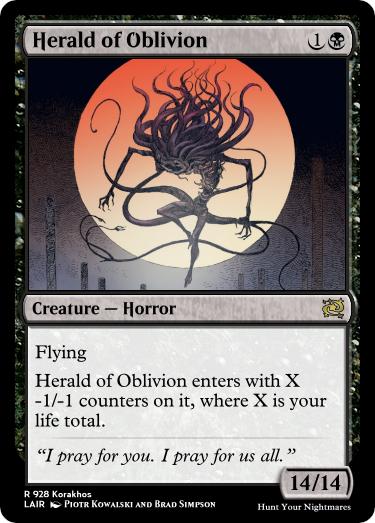 Herald of Oblivion 1
Creature — Horror
Flying
Herald of Oblivion enters with X
-1/-1 counters on it, where X is your
life total.
“I pray for you. I pray for us all.”
14/14
R 928 Korakhos
LAIR Piotr Kowalski and Brad Simpson
Hunt Your Nightmares